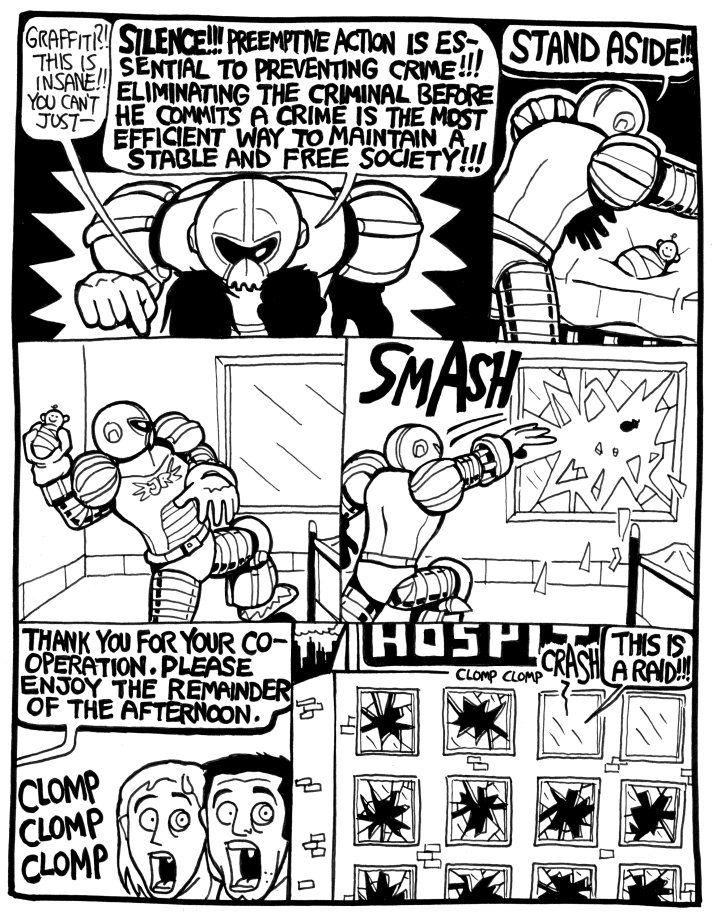 GRAFFITI?!
THIS IS
INSANE!!
YOU CAN'T
JUST—
SILENCE!!! PREEMPTIVE ACTION IS ES-
SENTIAL TO PREVENTING CRIME!!!
ELIMINATING THE CRIMINAL BEFORE
HE COMMITS A CRIME IS THE MOST
EFFICIENT WAY TO MAINTAIN A
STABLE AND FREE SOCIETY!!!
STAND ASIDE!!!
JR
SMASH
THANK YOU FOR YOUR CO-
OPERATION. PLEASE
ENJOY THE REMAINDER
OF THE AFTERNOON.
CLOMP
CLOMP
CLOMP
HOSPIT
CLOMP CLOMP
CRASH
THIS IS
A RAID!!!